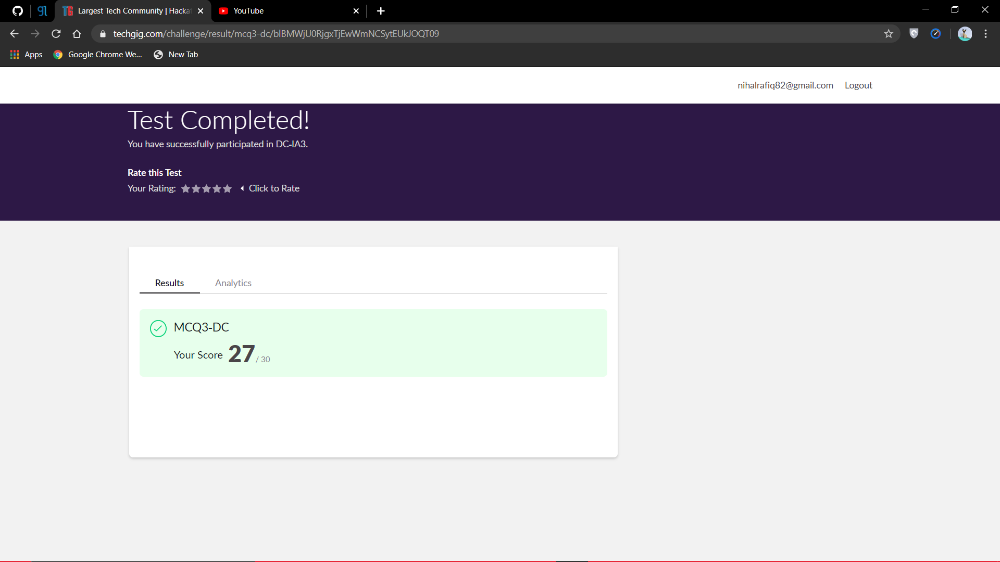 Largest Tech Community | Hacka
YouTube
techgig.com/challenge/result/mcq3-dc/blBMWjU0RjgxTjEwWmNCSytEUkJOQT09
Apps
Google Chrome We...
New Tab
nihalrafiq82@gmail.com
Logout
Test Completed!
You have successfully participated in DC-IA3.
Rate this Test
Your Rating:
Click to Rate
Results
Analytics
MCQ3-DC
Your Score 27 / 30